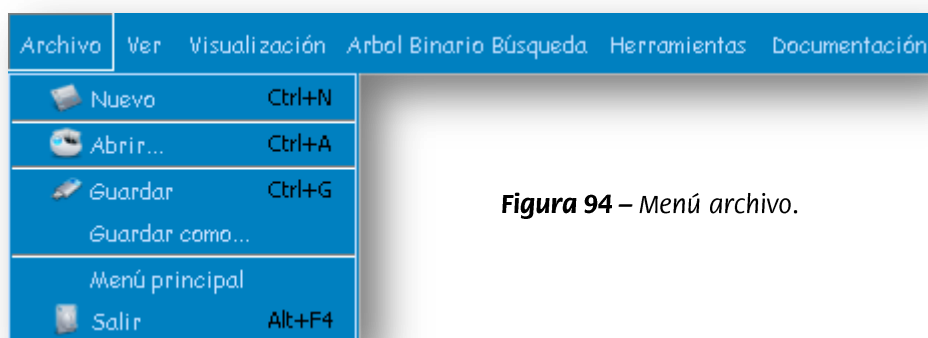 Archivo Ver Visualización Arbol Binario Búsqueda Herramientas Documentación
Nuevo Ctrl+N
Abrir... Ctrl+A
Guardar Ctrl+G
Guardar como...
Menú principal
Salir Alt+F4
Figura 94 – Menú archivo.